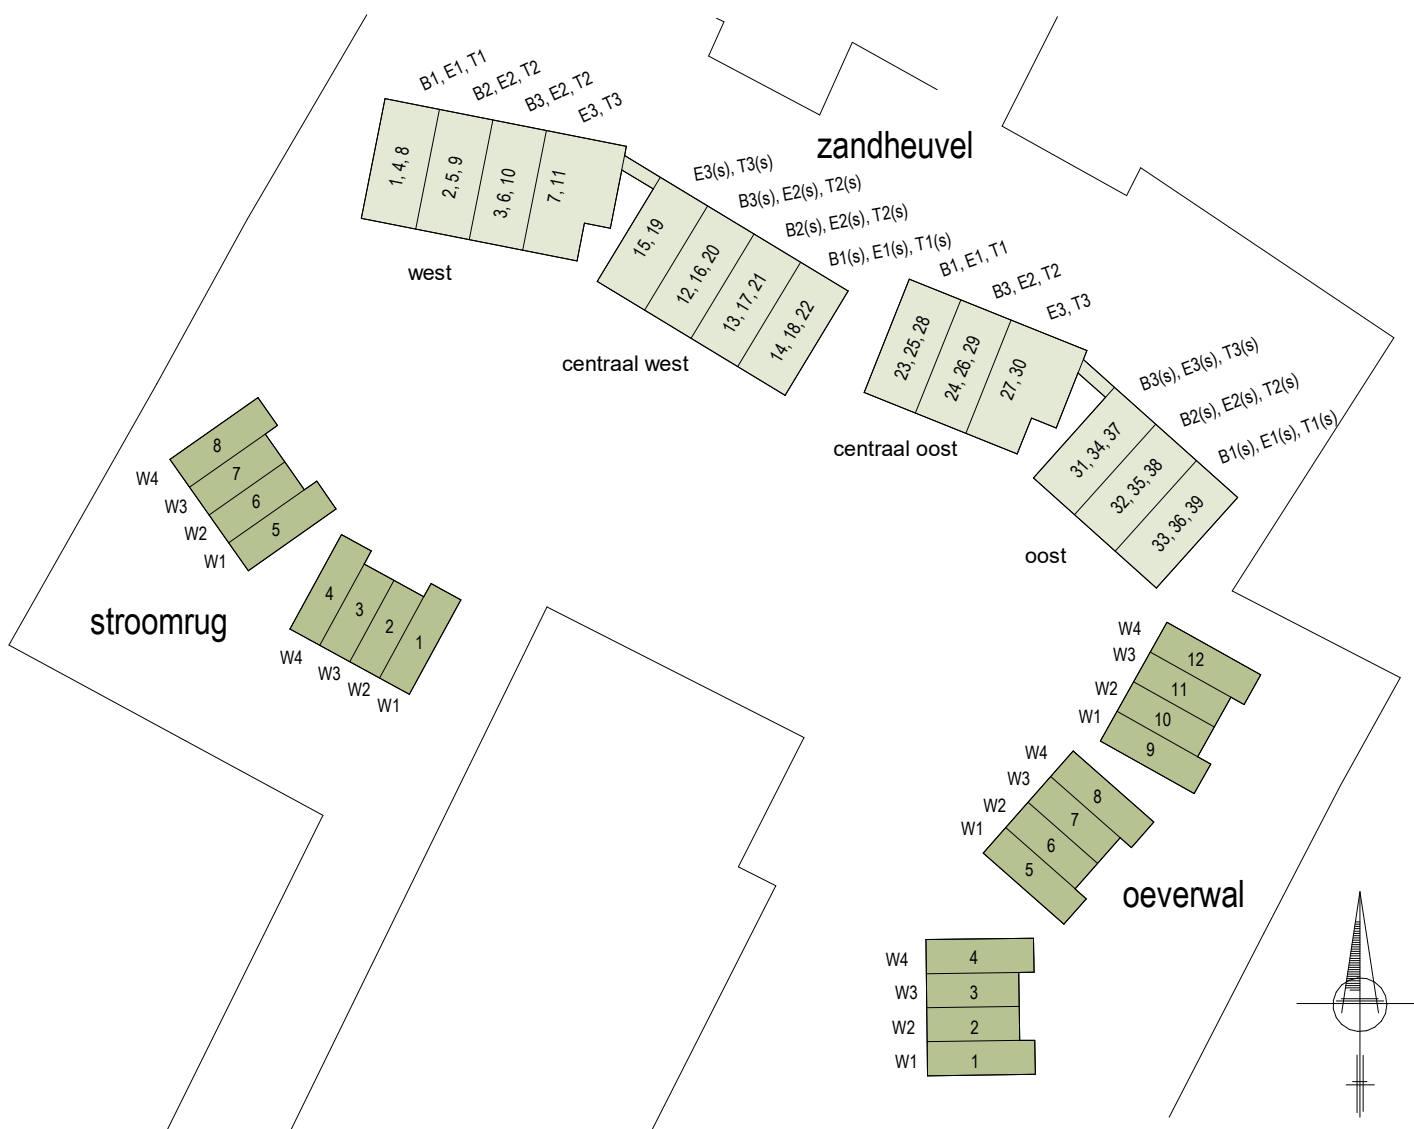 B1, E1, T1
B2, E2, T2
B3, E2, T2
E3, T3
1, 4, 8
2, 5, 9
3, 6, 10
7, 11
west
zandheuvel
E3(s), T3(s)
B3(s), E2(s), T2(s)
B2(s), E2(s), T2(s)
B1(s), E1(s), T1(s)
15, 19
12, 16, 20
13, 17, 21
14, 18, 22
centraal west
B1, E1, T1
B3, E2, T2
E3, T3
23, 25, 28
24, 26, 29
27, 30
centraal oost
B3(s), E3(s), T3(s)
B2(s), E2(s), T2(s)
B1(s), E1(s), T1(s)
31, 34, 37
32, 35, 38
33, 36, 39
oost
8
7
6
5
W4
W3
W2
W1
stroomrug
4
3
2
1
W4
W3
W2
W1
W4
W3
W2
W1
12
11
10
9
W4
W3
W2
W1
8
7
6
5
oeverwal
W4
W3
W2
W1
4
3
2
1